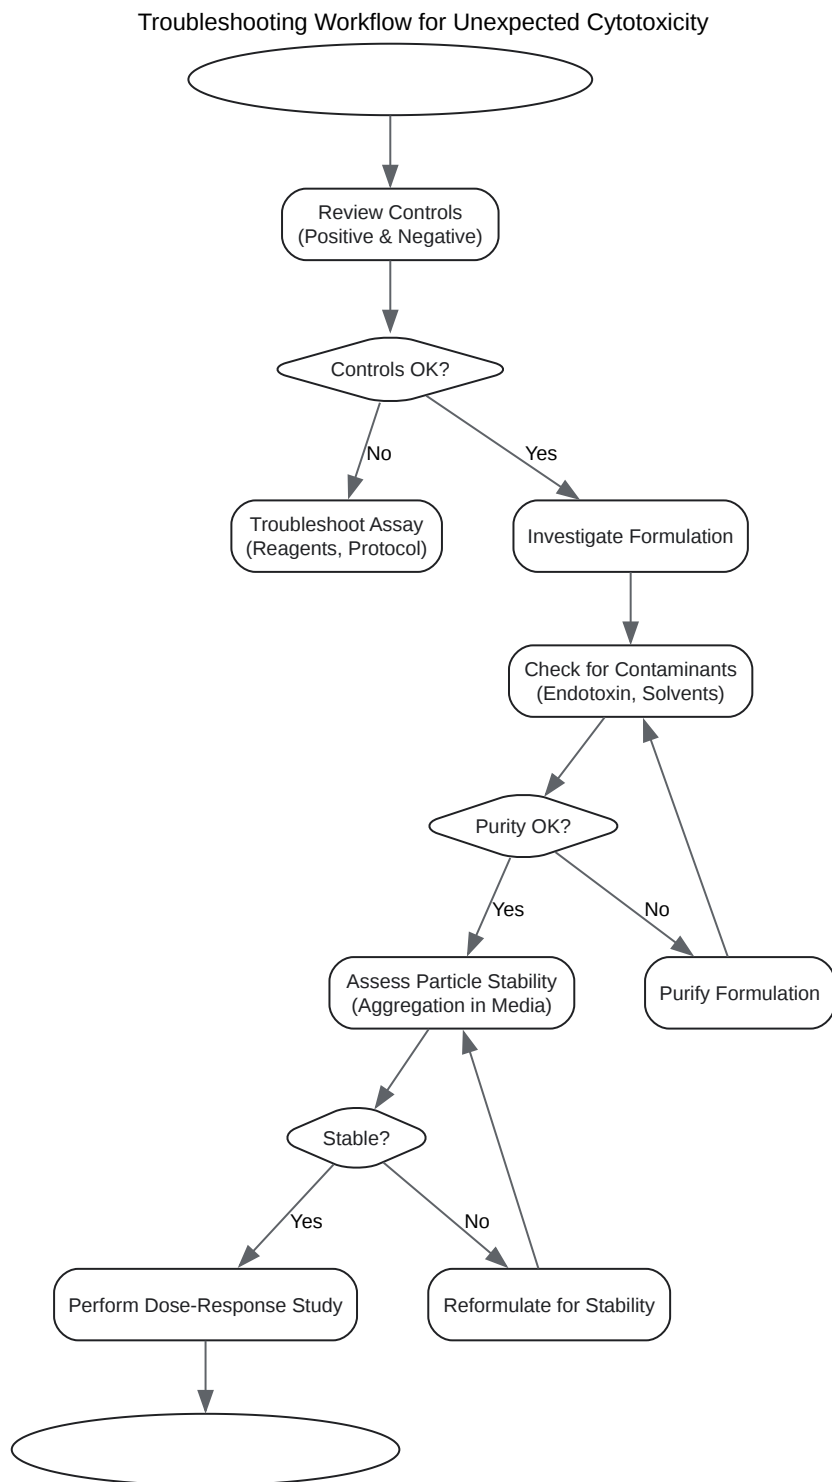 Troubleshooting Workflow for Unexpected Cytotoxicity
Review Controls
(Positive & Negative)
Controls OK?
No
Yes
Troubleshoot Assay
(Reagents, Protocol)
Investigate Formulation
Check for Contaminants
(Endotoxin, Solvents)
Purity OK?
Yes
No
Assess Particle Stability
(Aggregation in Media)
Purify Formulation
Stable?
Yes
No
Perform Dose-Response Study
Reformulate for Stability